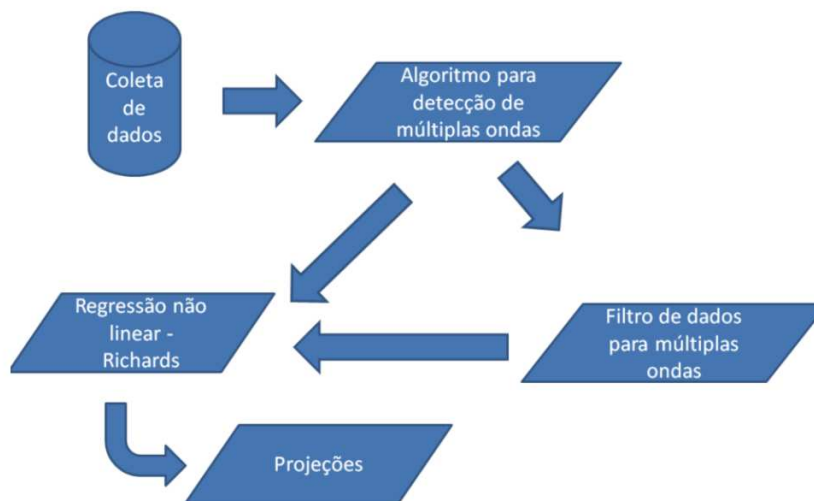 Coleta
de
dados
Algoritmo para
detecção de
múltiplas ondas
Regressão não
linear -
Richards
Filtro de dados
para múltiplas
ondas
Projeções